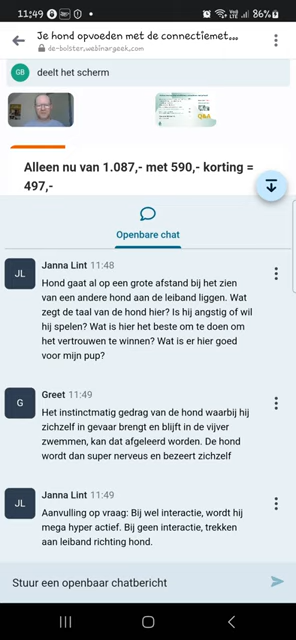 11:49
86%
Je hond opvoeden met de connectiemet...
de-bolster.webinargeek.com
GB deelt het scherm
Q&A
Alleen nu van 1.087,- met 590,- korting =
497,-
Openbare chat
JL
Janna Lint 11:48
Hond gaat al op een grote afstand bij het zien
van een andere hond aan de leiband liggen. Wat
zegt de taal van de hond hier? Is hij angstig of wil
hij spelen? Wat is hier het beste om te doen om
het vertrouwen te winnen? Wat is er hier goed
voor mijn pup?
G
Greet 11:49
Het instinctmatig gedrag van de hond waarbij hij
zichzelf in gevaar brengt en blijft in de vijver
zwemmen, kan dat afgeleerd worden. De hond
wordt dan super nerveus en bezeert zichzelf
JL
Janna Lint 11:49
Aanvulling op vraag: Bij wel interactie, wordt hij
mega hyper actief. Bij geen interactie, trekken
aan leiband richting hond.
Stuur een openbaar chatbericht